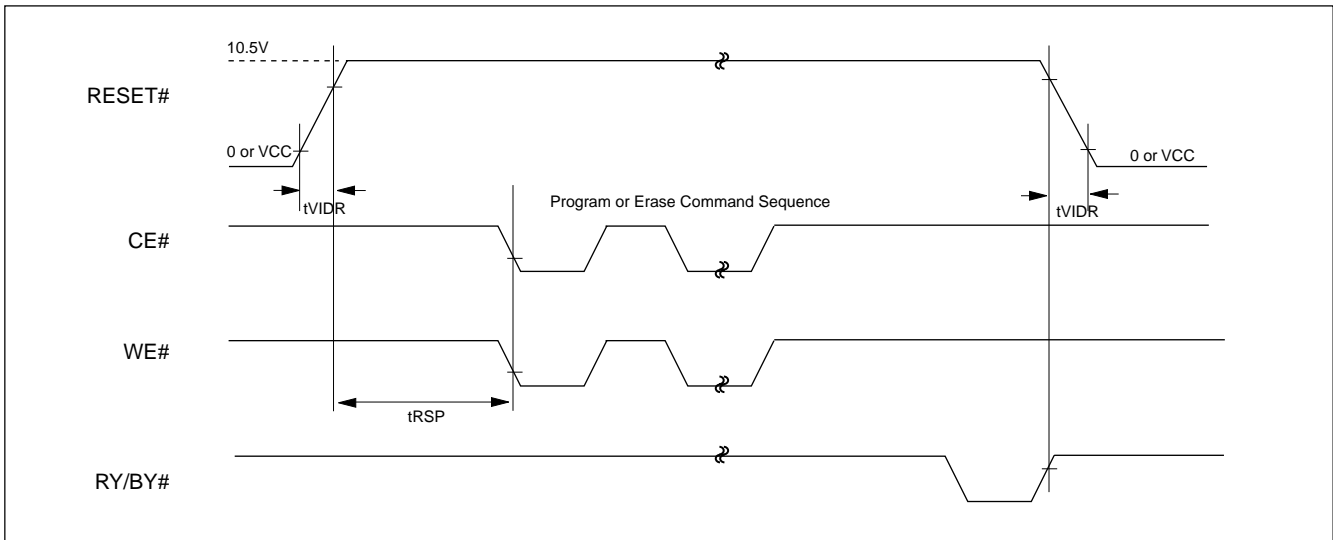 10.5V
RESET#
0 or VCC
0 or VCC
tVIDR
tVIDR
Program or Erase Command Sequence
CE#
WE#
tRSP
RY/BY#